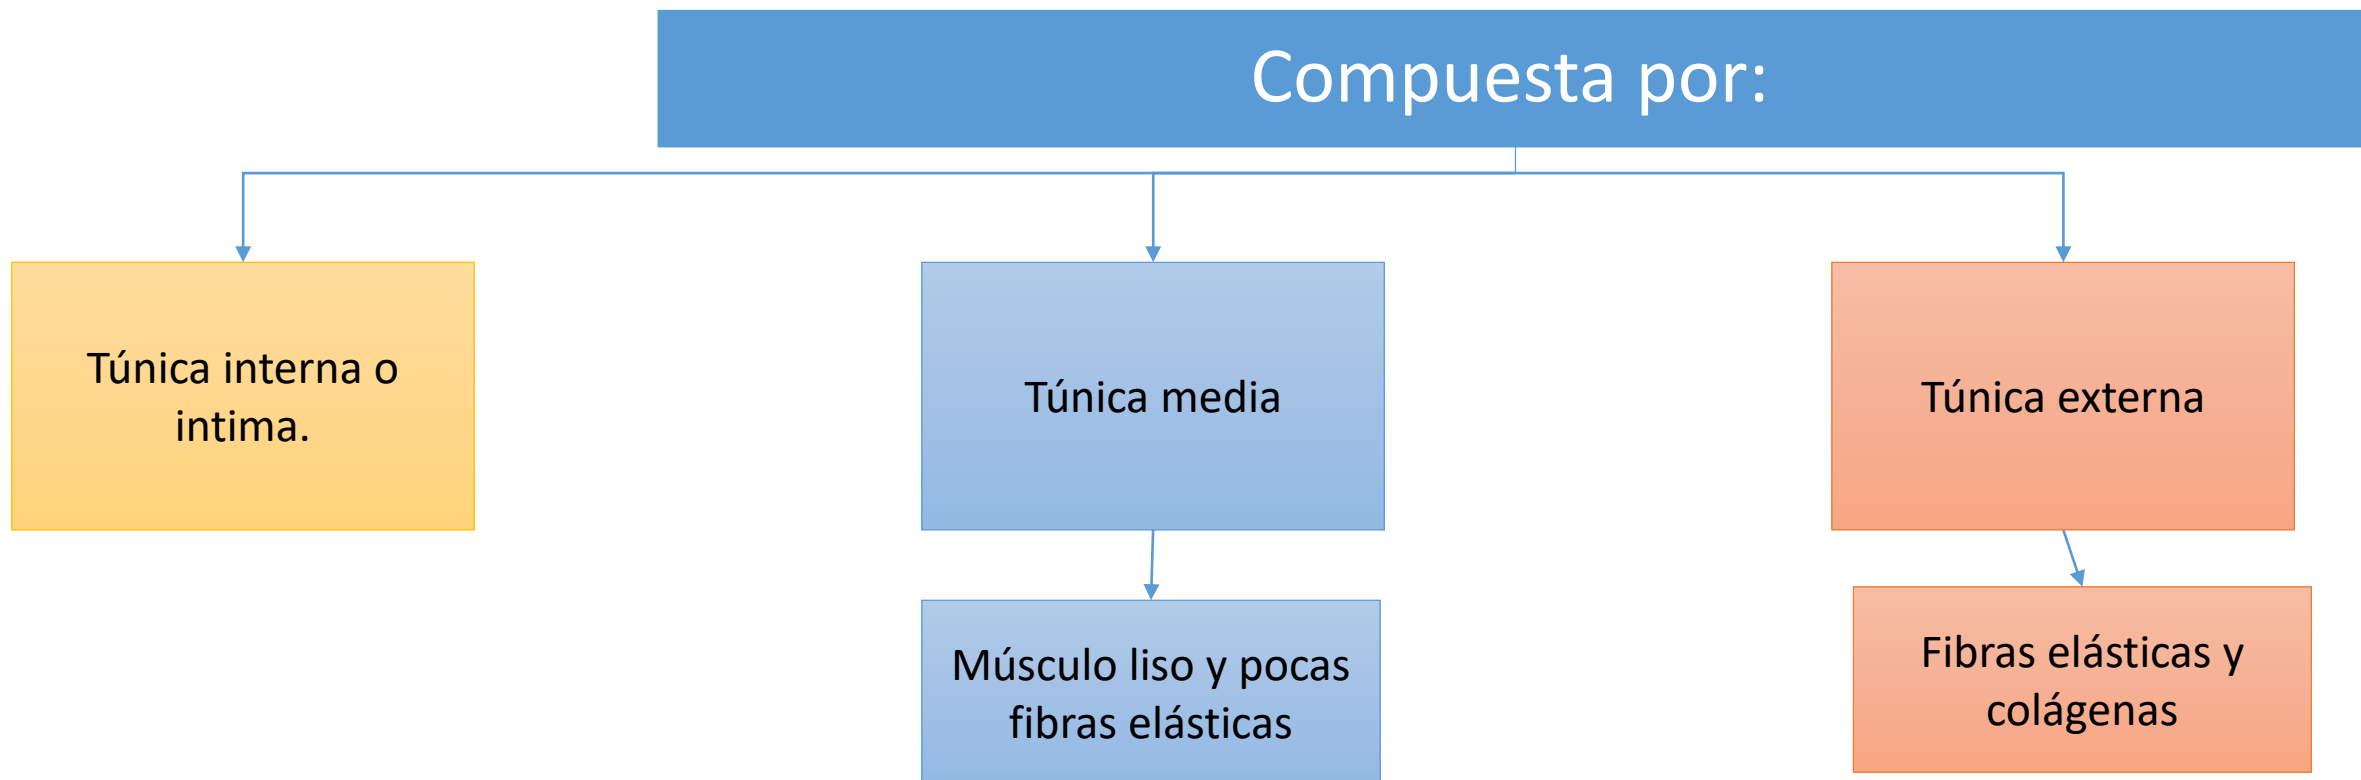 Compuesta por:
Túnica interna o
intima.
Túnica media
Túnica externa
Músculo liso y pocas
fibras elásticas
Fibras elásticas y
colágenas